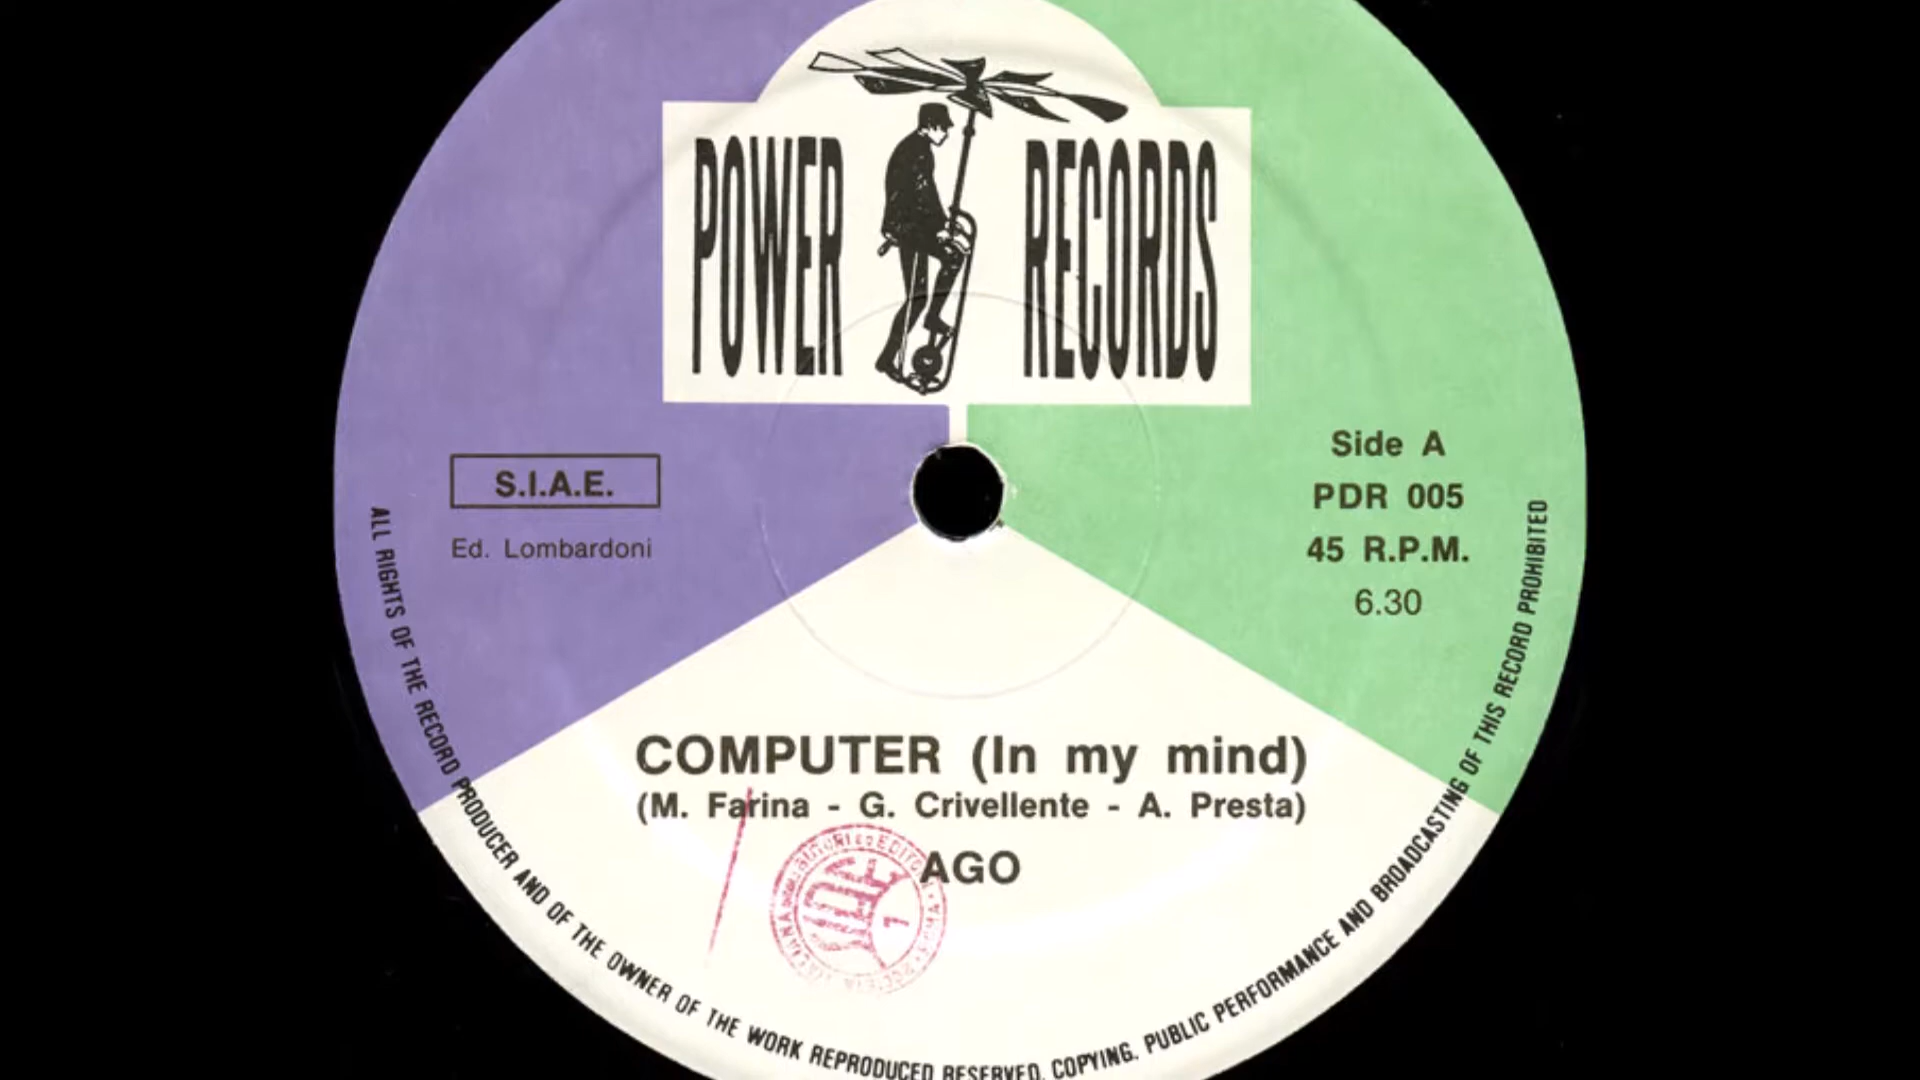 POWER RECORDS
S.I.A.E.
Ed. Lombardoni
Side A
PDR 005
45 R.P.M.
6.30
COMPUTER (In my mind)
(M. Farina - G. Crivellente - A. Presta)
AGO
ALL RIGHTS OF THE RECORD PRODUCER AND OF THE OWNER OF THE WORK REPRODUCED RESERVED. COPYING. PUBLIC PERFORMANCE AND BROADCASTING OF THIS RECORD PROHIBITED